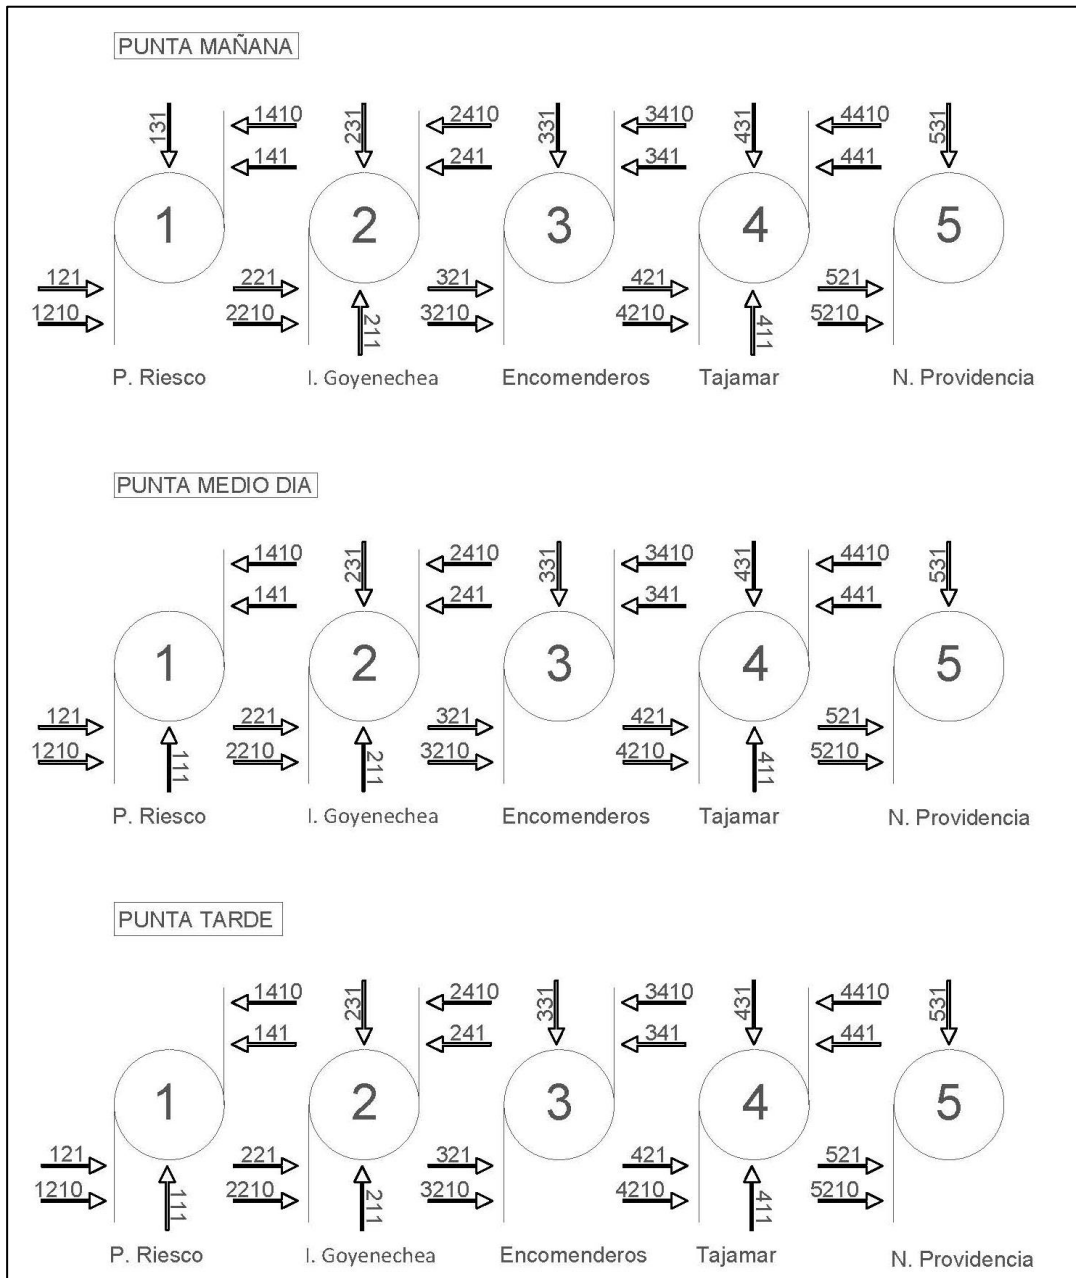 PUNTA MAÑANA
131 1410 231 2410 331 3410 431 4410 531
141 241 341 441
1 2 3 4 5
121 221 321 421 521
1210 2210 211 3210 4210 411 5210
P. Riesco I. Goyenechea Encomenderos Tajamar N. Providencia
PUNTA MEDIO DIA
1410 231 2410 331 3410 431 4410 531
141 241 341 441
1 2 3 4 5
121 221 321 421 521
1210 111 2210 211 3210 4210 411 5210
P. Riesco I. Goyenechea Encomenderos Tajamar N. Providencia
PUNTA TARDE
1410 231 2410 331 3410 431 4410 531
141 241 341 441
1 2 3 4 5
121 221 321 421 521
1210 111 2210 211 3210 4210 411 5210
P. Riesco I. Goyenechea Encomenderos Tajamar N. Providencia